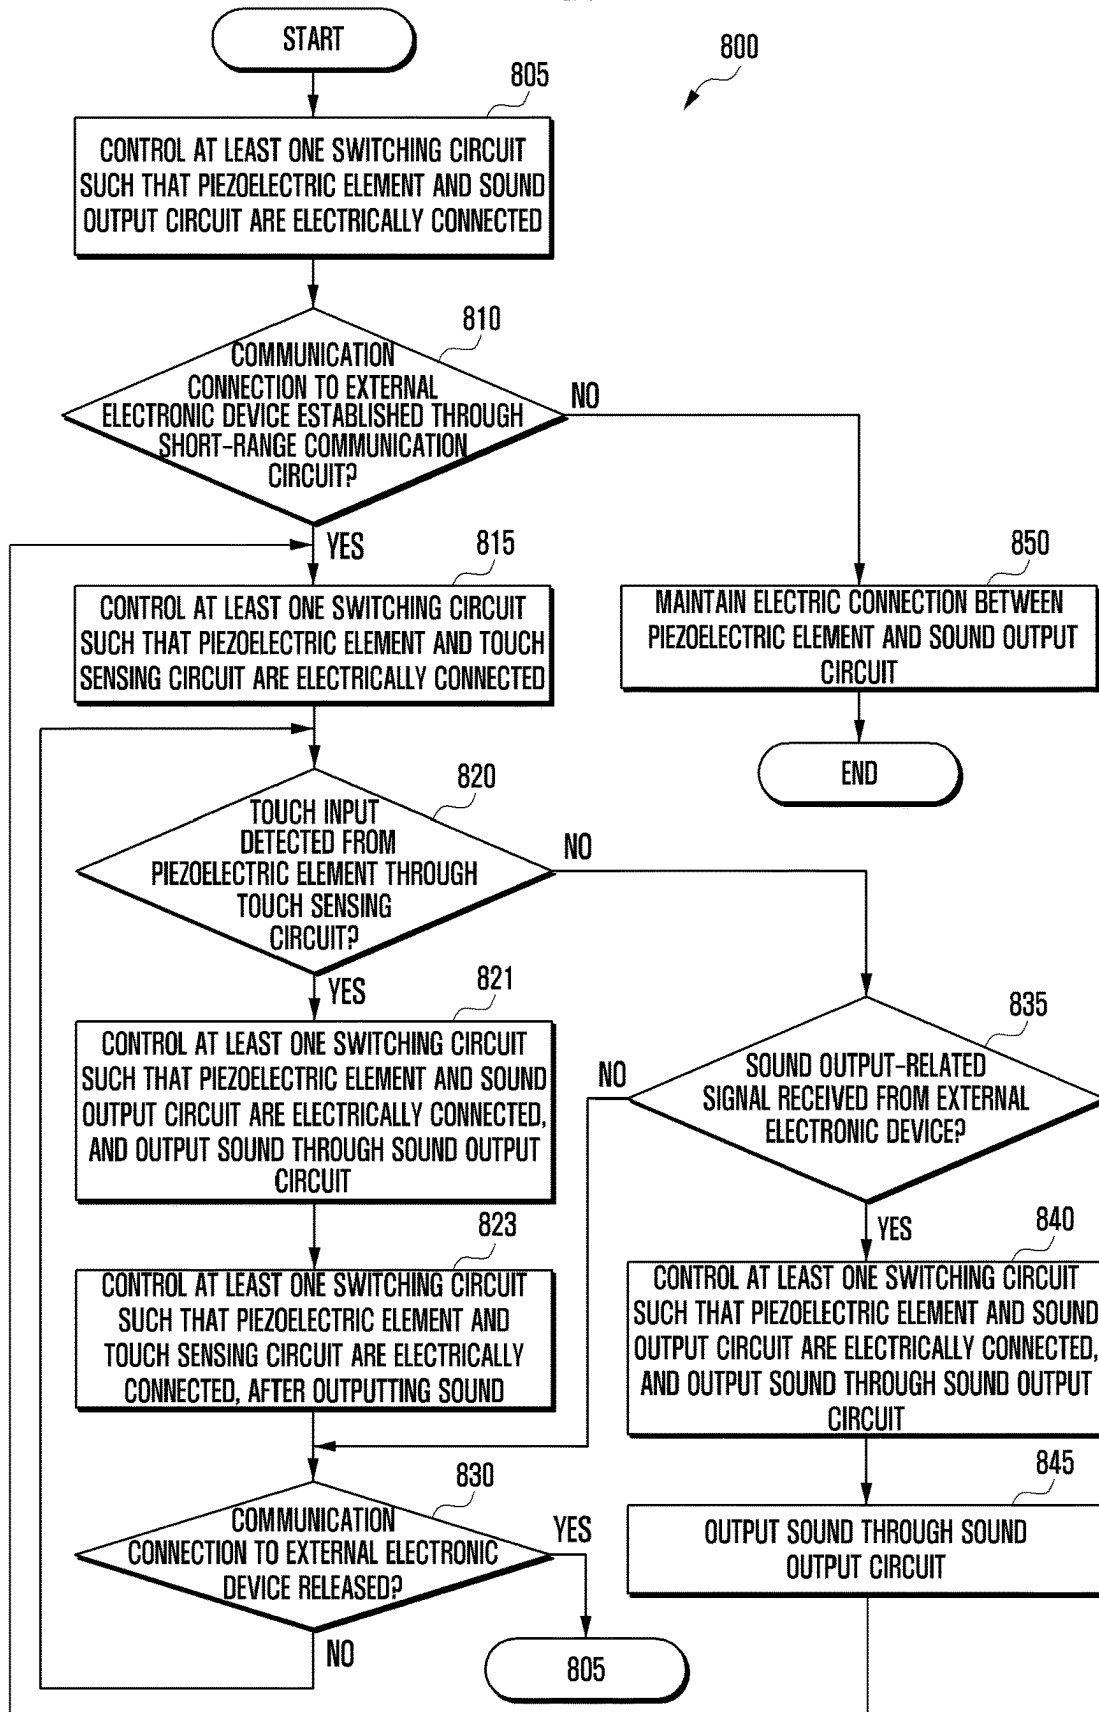 START
800
805
CONTROL AT LEAST ONE SWITCHING CIRCUIT
SUCH THAT PIEZOELECTRIC ELEMENT AND SOUND
OUTPUT CIRCUIT ARE ELECTRICALLY CONNECTED
810
COMMUNICATION
CONNECTION TO EXTERNAL
ELECTRONIC DEVICE ESTABLISHED THROUGH
SHORT-RANGE COMMUNICATION
CIRCUIT?
NO
YES
815
CONTROL AT LEAST ONE SWITCHING CIRCUIT
SUCH THAT PIEZOELECTRIC ELEMENT AND TOUCH
SENSING CIRCUIT ARE ELECTRICALLY CONNECTED
850
MAINTAIN ELECTRIC CONNECTION BETWEEN
PIEZOELECTRIC ELEMENT AND SOUND OUTPUT
CIRCUIT
END
820
TOUCH INPUT
DETECTED FROM
PIEZOELECTRIC ELEMENT THROUGH
TOUCH SENSING
CIRCUIT?
NO
YES
821
CONTROL AT LEAST ONE SWITCHING CIRCUIT
SUCH THAT PIEZOELECTRIC ELEMENT AND SOUND
OUTPUT CIRCUIT ARE ELECTRICALLY CONNECTED,
AND OUTPUT SOUND THROUGH SOUND OUTPUT
CIRCUIT
835
SOUND OUTPUT-RELATED
SIGNAL RECEIVED FROM EXTERNAL
ELECTRONIC DEVICE?
NO
YES
823
CONTROL AT LEAST ONE SWITCHING CIRCUIT
SUCH THAT PIEZOELECTRIC ELEMENT AND
TOUCH SENSING CIRCUIT ARE ELECTRICALLY
CONNECTED, AFTER OUTPUTTING SOUND
840
CONTROL AT LEAST ONE SWITCHING CIRCUIT
SUCH THAT PIEZOELECTRIC ELEMENT AND SOUND
OUTPUT CIRCUIT ARE ELECTRICALLY CONNECTED,
AND OUTPUT SOUND THROUGH SOUND OUTPUT
CIRCUIT
830
COMMUNICATION
CONNECTION TO EXTERNAL ELECTRONIC
DEVICE RELEASED?
YES
NO
845
OUTPUT SOUND THROUGH SOUND
OUTPUT CIRCUIT
805